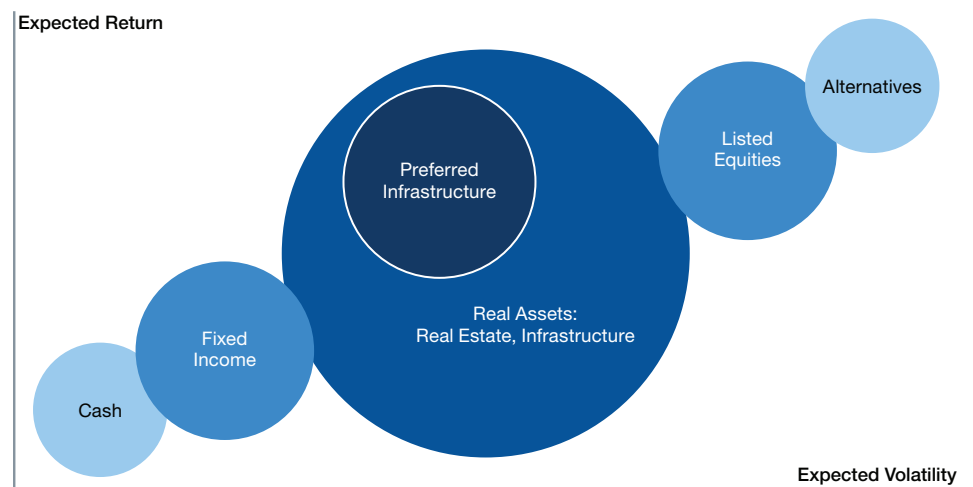 Expected Return
Alternatives
Listed
Equities
Preferred
Infrastructure
Real Assets:
Real Estate, Infrastructure
Fixed
Income
Cash
Expected Volatility